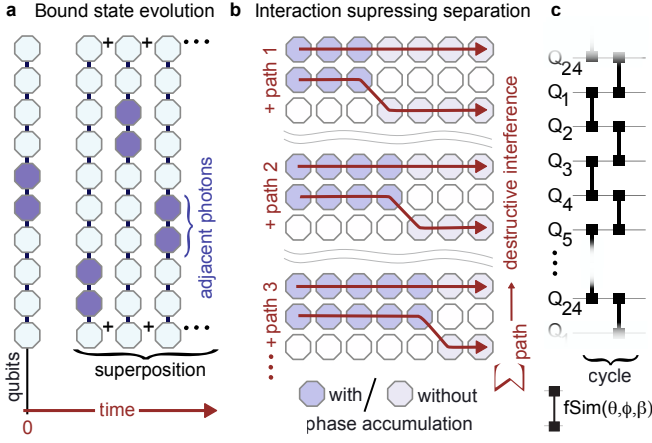 a Bound state evolution
+ + •••
adjacent photons
+ + •••
superposition
qubits
0
time
b Interaction supressing separation
+ path 1
+ path 2
•••• + path 3
destructive interference
∑ path
with / without
phase accumulation
c
Q24
Q1
Q2
Q3
Q4
Q5
•••
Q24
Q1
cycle
fSim(θ,ϕ,β)